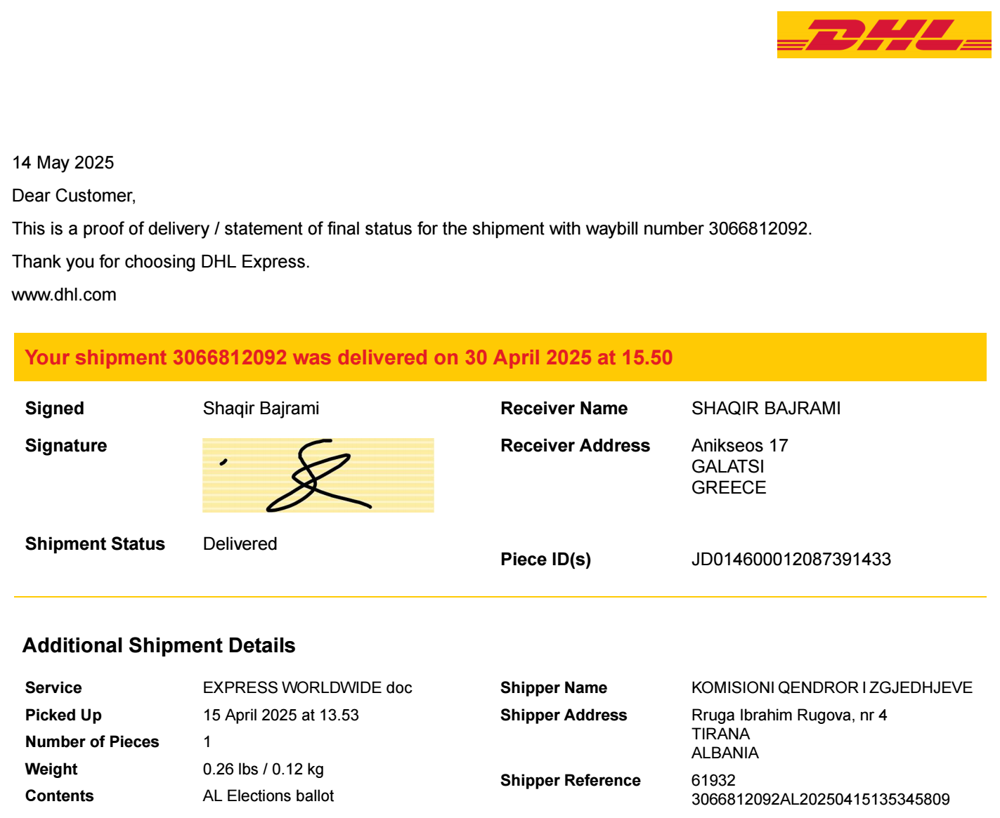 DHL
14 May 2025
Dear Customer,
This is a proof of delivery / statement of final status for the shipment with waybill number 3066812092.
Thank you for choosing DHL Express.
www.dhl.com
Your shipment 3066812092 was delivered on 30 April 2025 at 15.50
Signed Shaqir Bajrami
Signature
Shipment Status Delivered
Receiver Name SHAQIR BAJRAMI
Receiver Address Anikseos 17
GALATSI
GREECE
Piece ID(s) JD014600012087391433
Additional Shipment Details
Service EXPRESS WORLDWIDE doc
Picked Up 15 April 2025 at 13.53
Number of Pieces 1
Weight 0.26 lbs / 0.12 kg
Contents AL Elections ballot
Shipper Name KOMISIONI QENDROR I ZGJEDHJEVE
Shipper Address Rruga Ibrahim Rugova, nr 4
TIRANA
ALBANIA
Shipper Reference 61932
3066812092AL20250415135345809